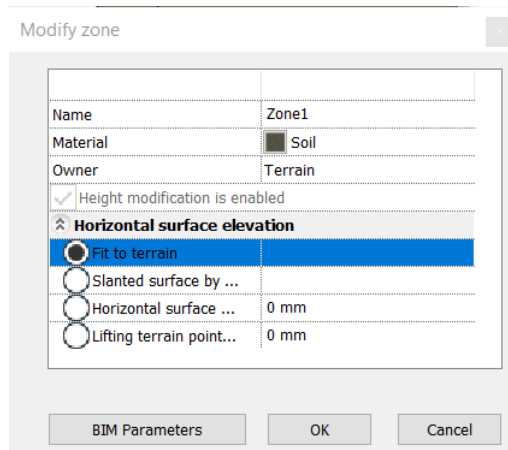 Modify zone
Name Zone1
Material Soil
Owner Terrain
Height modification is enabled
Horizontal surface elevation
Fit to terrain
Slanted surface by ...
Horizontal surface ... 0 mm
Lifting terrain point... 0 mm
BIM Parameters OK Cancel